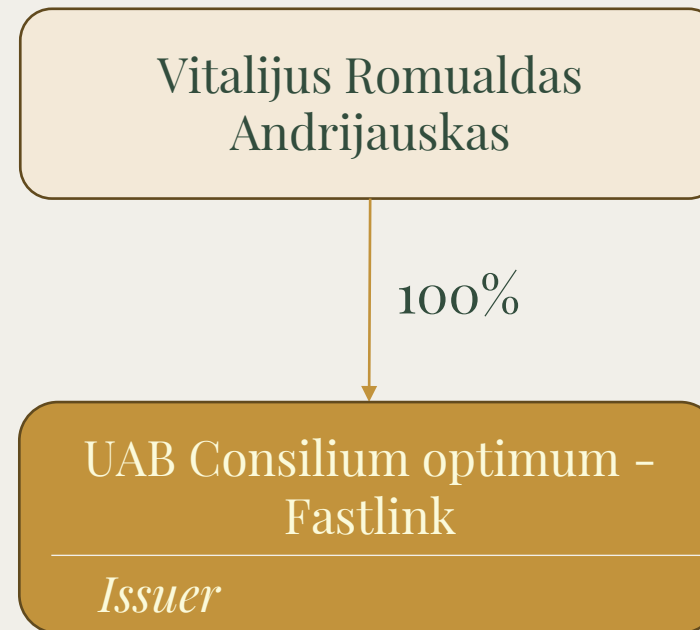 Vitalijus Romualdas
Andrijauskas
100%
UAB Consilium optimum -
Fastlink
Issuer